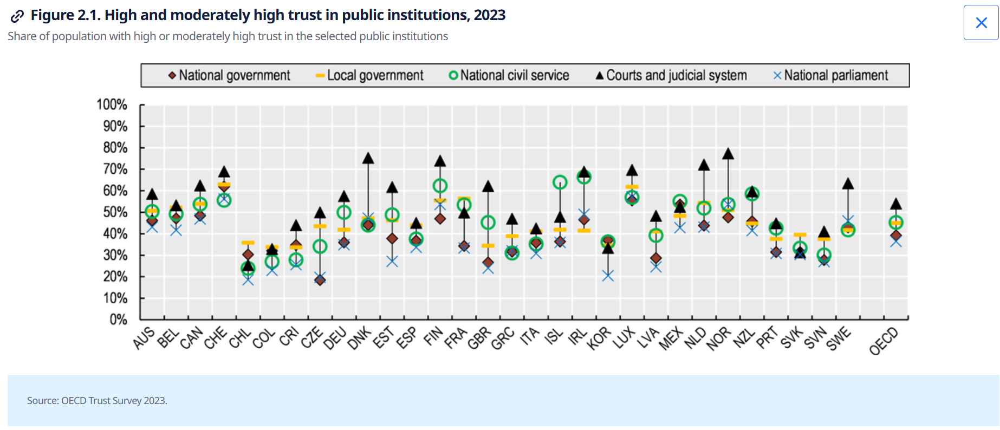 Figure 2.1. High and moderately high trust in public institutions, 2023
Share of population with high or moderately high trust in the selected public institutions
National government Local government National civil service Courts and judicial system National parliament
100%
90%
80%
70%
60%
50%
40%
30%
20%
10%
0%
AUS BEL CAN CHE CHL COL CRI CZE DEU DNK EST ESP FIN FRA GBR GRC ITA ISL IRL KOR LUX LVA MEX NLD NOR NZL PRT SVK SVN SWE OECD
Source: OECD Trust Survey 2023.